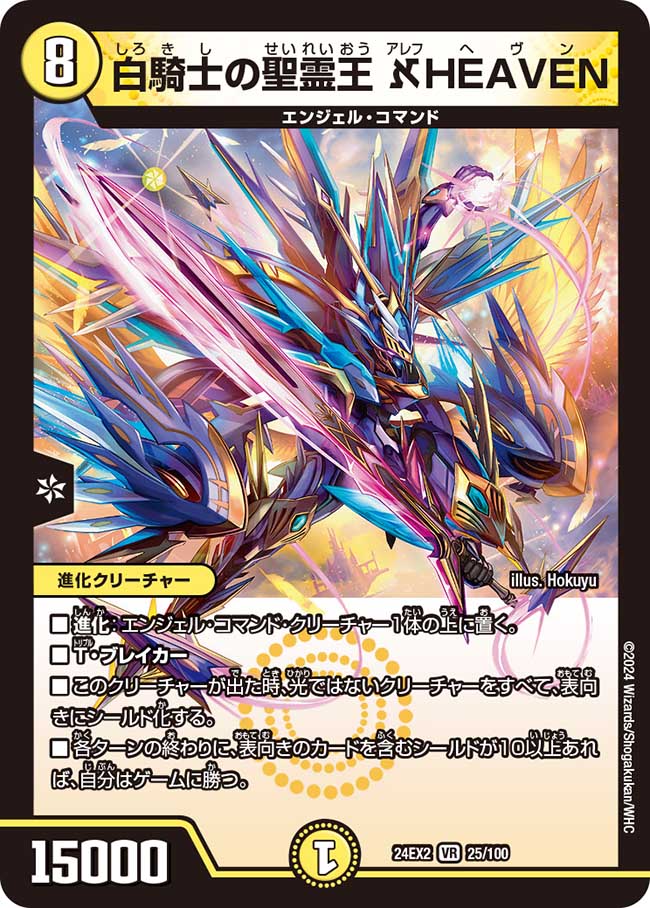 8
しろきし せいれいおう アレフ ヘヴン
白騎士の聖霊王 ℵHEAVEN
エンジェル・コマンド
illus. Hokuyu
進化クリーチャー
■進化：エンジェル・コマンド・クリーチャー1体の上に置く。
■T・ブレイカー
■このクリーチャーが出た時、光ではないクリーチャーをすべて、表向
きにシールド化する。
■各ターンの終わりに、表向きのカードを含むシールドが10以上あれ
ば、自分はゲームに勝つ。
©2024 Wizards/Shogakukan/WHC
15000
1
24EX2 VR 25/100